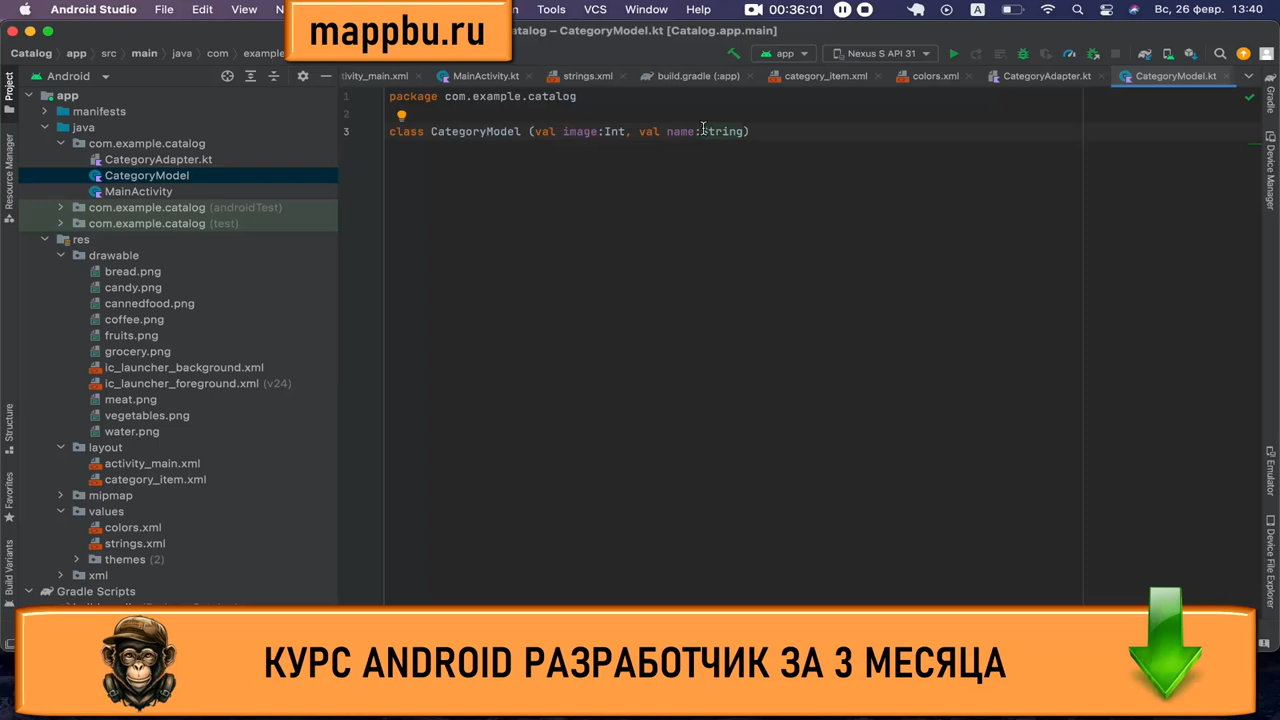 Android Studio File Edit View N Tools VCS Window Help 36:01 A Вс, 26 февр. 13:40
mappbu.ru
Catalog – CategoryModel.kt [Catalog.app.main]
Catalog app src main java com example app Nexus S API 31
Android
tivity_main.xml MainActivity.kt strings.xml build.gradle (:app) category_item.xml colors.xml CategoryAdapter.kt CategoryModel.kt
Project
Resource Manager
Structure
Favorites
Build Variants
app
manifests
java
com.example.catalog
CategoryAdapter.kt
CategoryModel
MainActivity
com.example.catalog (androidTest)
com.example.catalog (test)
res
drawable
bread.png
candy.png
cannedfood.png
coffee.png
fruits.png
grocery.png
ic_launcher_background.xml
ic_launcher_foreground.xml (v24)
meat.png
vegetables.png
water.png
layout
activity_main.xml
category_item.xml
mipmap
values
colors.xml
strings.xml
themes (2)
xml
Gradle Scripts
1 package com.example.catalog
2
3 class CategoryModel (val image:Int, val name:String)
Gradle
Device Manager
Emulator
Device File Explorer
КУРС ANDROID РАЗРАБОТЧИК ЗА 3 МЕСЯЦА